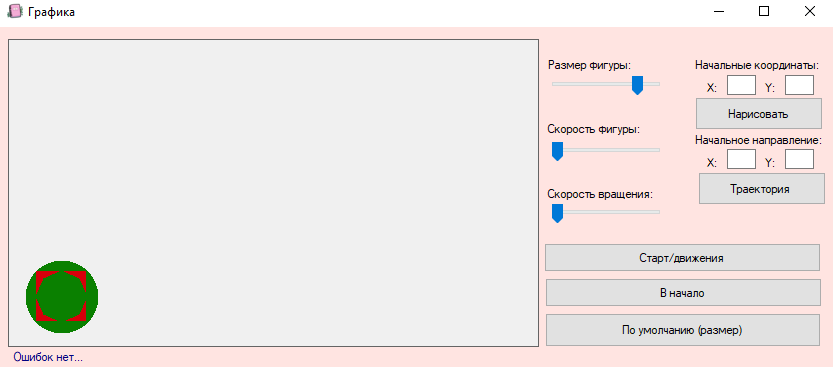 Графика
Размер фигуры:
Начальные координаты:
X: Y:
Нарисовать
Скорость фигуры:
Начальное направление:
X: Y:
Траектория
Скорость вращения:
Старт/движения
В начало
По умолчанию (размер)
Ошибок нет...